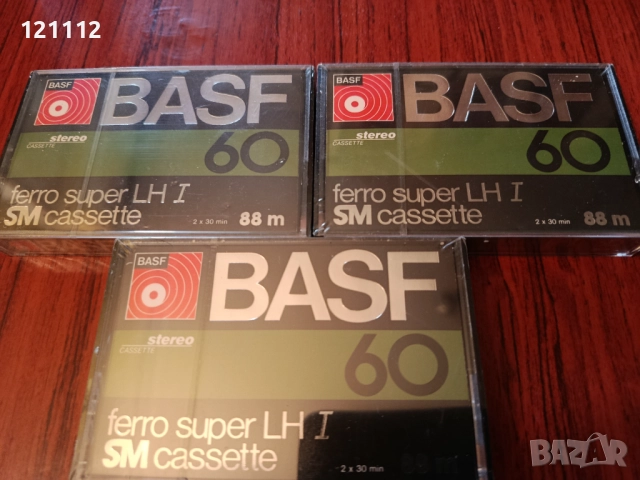 121112
BASF
BASF
stereo
CASSETTE
60
ferro super LH I
SM cassette
2 x 30 min
88 m
BASF
BASF
stereo
CASSETTE
60
ferro super LH I
SM cassette
2 x 30 min
88 m
BASF
BASF
stereo
CASSETTE
60
ferro super LH I
SM cassette
2 x 30 min
88 m
BAZAR